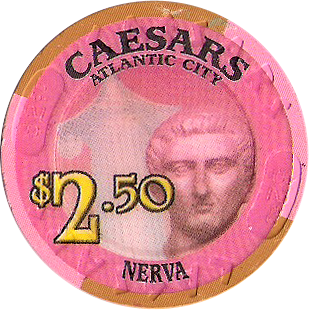 CAESARS
ATLANTIC CITY
$2.50
NERVA